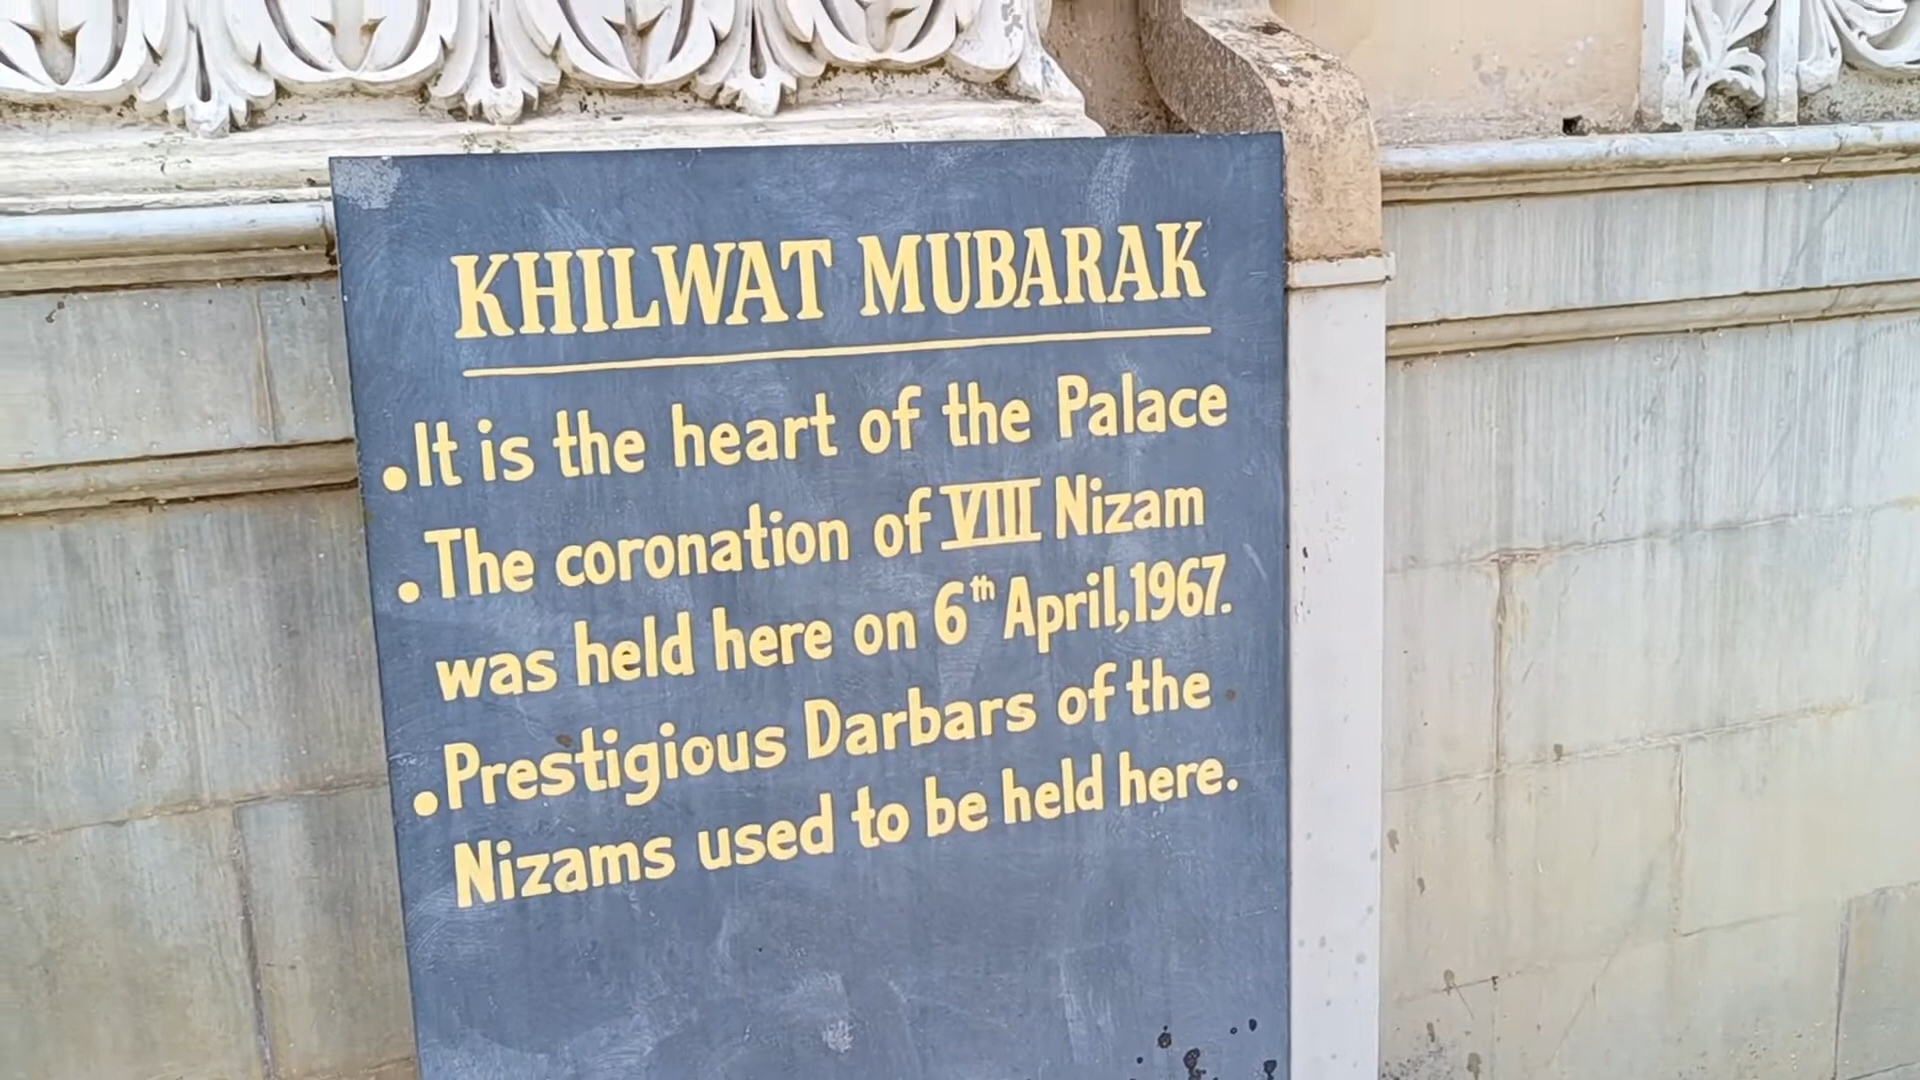 KHILWAT MUBARAK
• It is the heart of the Palace
• The coronation of VIII Nizam
was held here on 6th April, 1967.
• Prestigious Darbars of the
Nizams used to be held here.